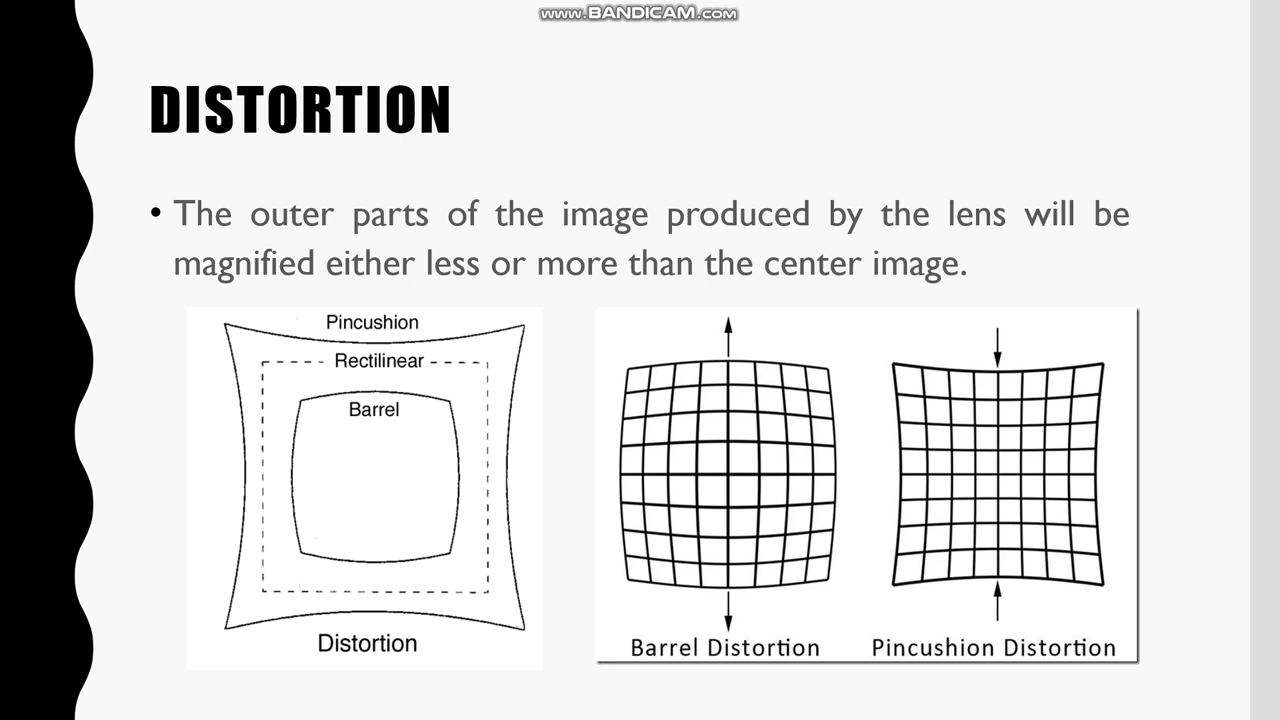 www.BANDICAM.com
DISTORTION
• The outer parts of the image produced by the lens will be
magnified either less or more than the center image.
Pincushion
Rectilinear
Barrel
Distortion
Barrel Distortion
Pincushion Distortion